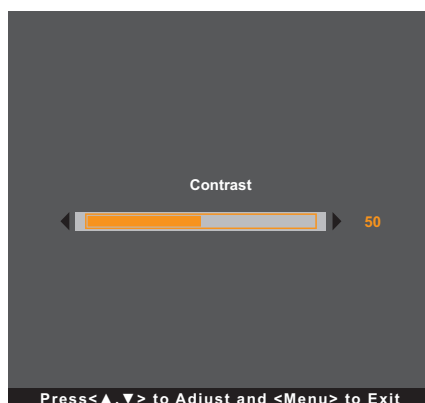 Contrast
50
Press<▲,▼> to Adjust and <Menu> to Exit